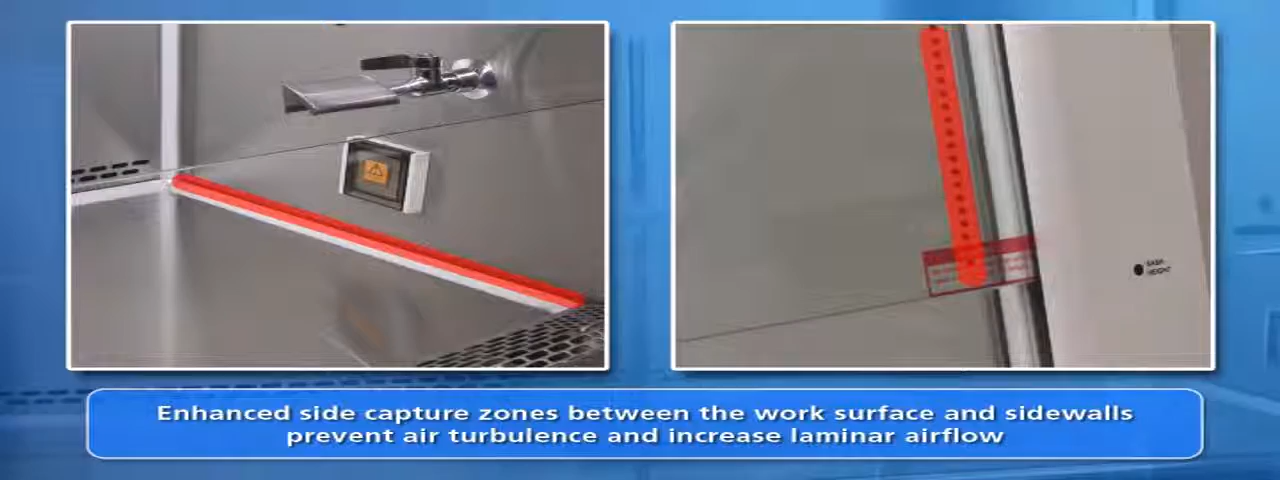 SASH
HEIGHT
Enhanced side capture zones between the work surface and sidewalls
prevent air turbulence and increase laminar airflow